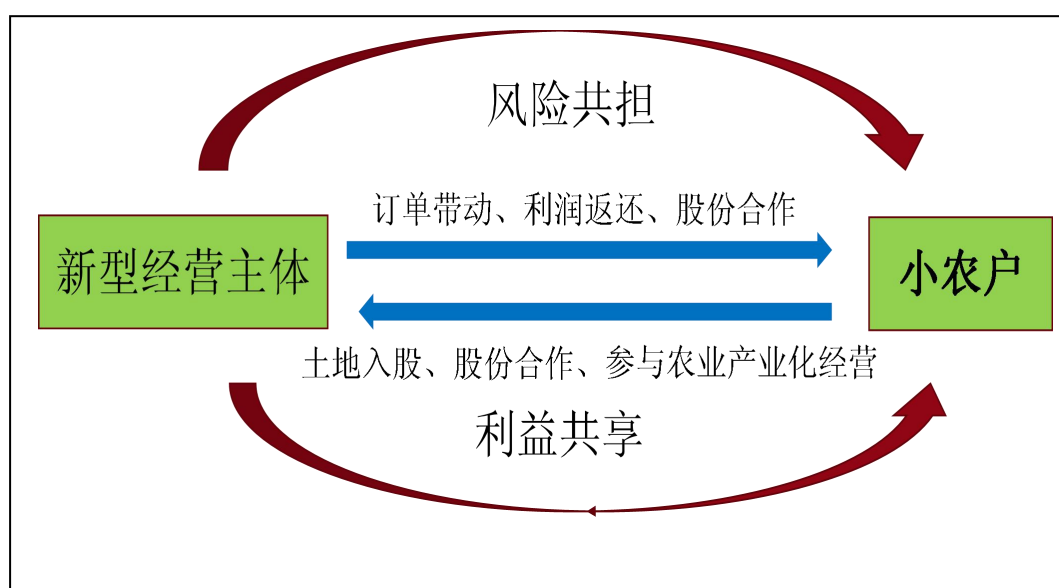 风险共担
订单带动、利润返还、股份合作
新型经营主体
小农户
土地入股、股份合作、参与农业产业化经营
利益共享